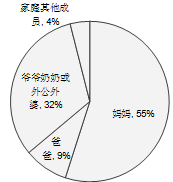 家庭其他成
员, 4%
爷爷奶奶或
外公外
婆, 32%
妈妈, 55%
爸
爸, 9%